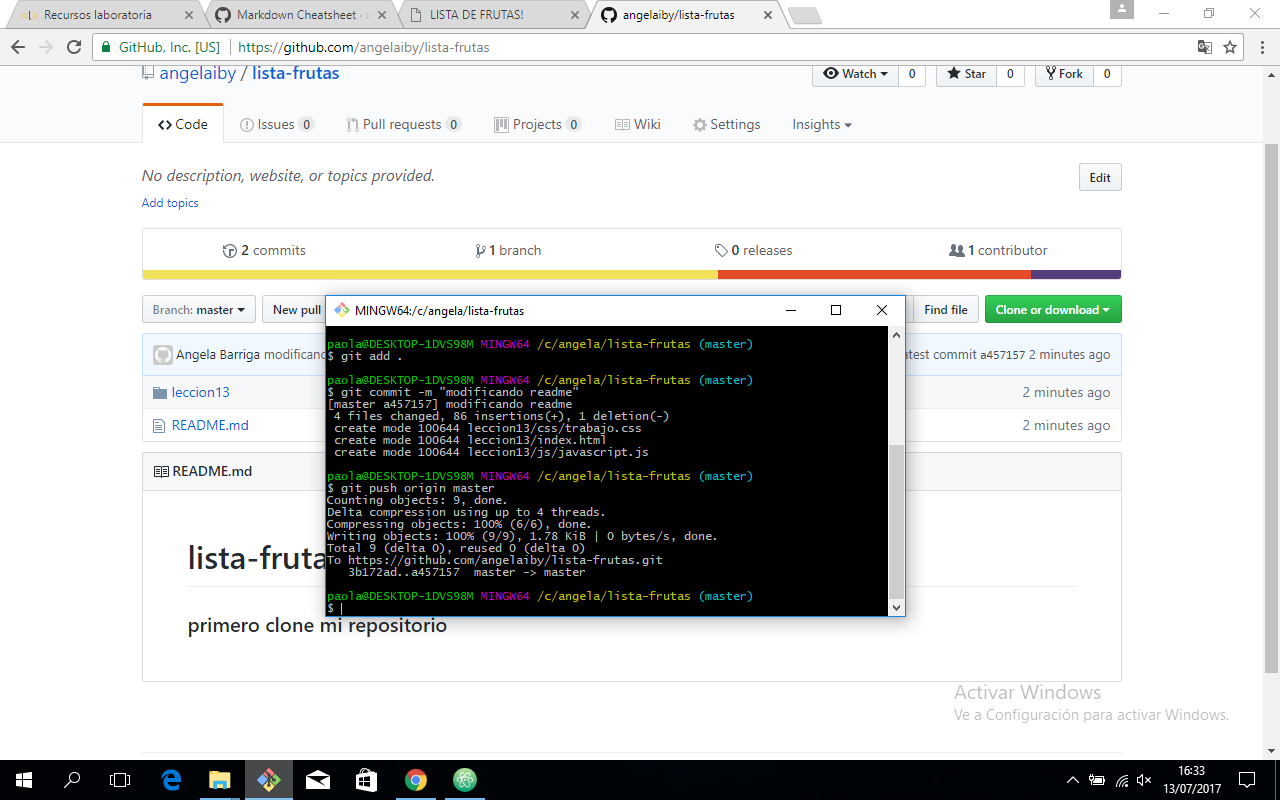 Recursos laboratoria
Markdown Cheatsheet ·
LISTA DE FRUTAS!
angelaiby/lista-frutas
GitHub, Inc. [US]
https://github.com/angelaiby/lista-frutas
angelaiby / lista-frutas
Watch 0
Star 0
Fork 0
Code
Issues 0
Pull requests 0
Projects 0
Wiki
Settings
Insights
No description, website, or topics provided.
Edit
Add topics
2 commits
1 branch
0 releases
1 contributor
Branch: master
New pull
Find file
Clone or download
Angela Barriga
commit a457157 2 minutes ago
leccion13
2 minutes ago
README.md
2 minutes ago
README.md
primero clone mi repositorio
MINGW64:/c/angela/lista-frutas
paola@DESKTOP-1DVS98M MINGW64 /c/angela/lista-frutas (master)
$ git add .
paola@DESKTOP-1DVS98M MINGW64 /c/angela/lista-frutas (master)
$ git commit -m "modificando readme"
[master a457157] modificando readme
4 files changed, 86 insertions(+), 1 deletion(-)
create mode 100644 leccion13/css/trabajo.css
create mode 100644 leccion13/index.html
create mode 100644 leccion13/js/javascript.js
paola@DESKTOP-1DVS98M MINGW64 /c/angela/lista-frutas (master)
$ git push origin master
Counting objects: 9, done.
Delta compression using up to 4 threads.
Compressing objects: 100% (6/6), done.
Writing objects: 100% (9/9), 1.78 KiB | 0 bytes/s, done.
Total 9 (delta 0), reused 0 (delta 0)
To https://github.com/angelaiby/lista-frutas.git
3b172ad..a457157 master -> master
paola@DESKTOP-1DVS98M MINGW64 /c/angela/lista-frutas (master)
$
Activar Windows
Ve a Configuración para activar Windows.
16:33
13/07/2017